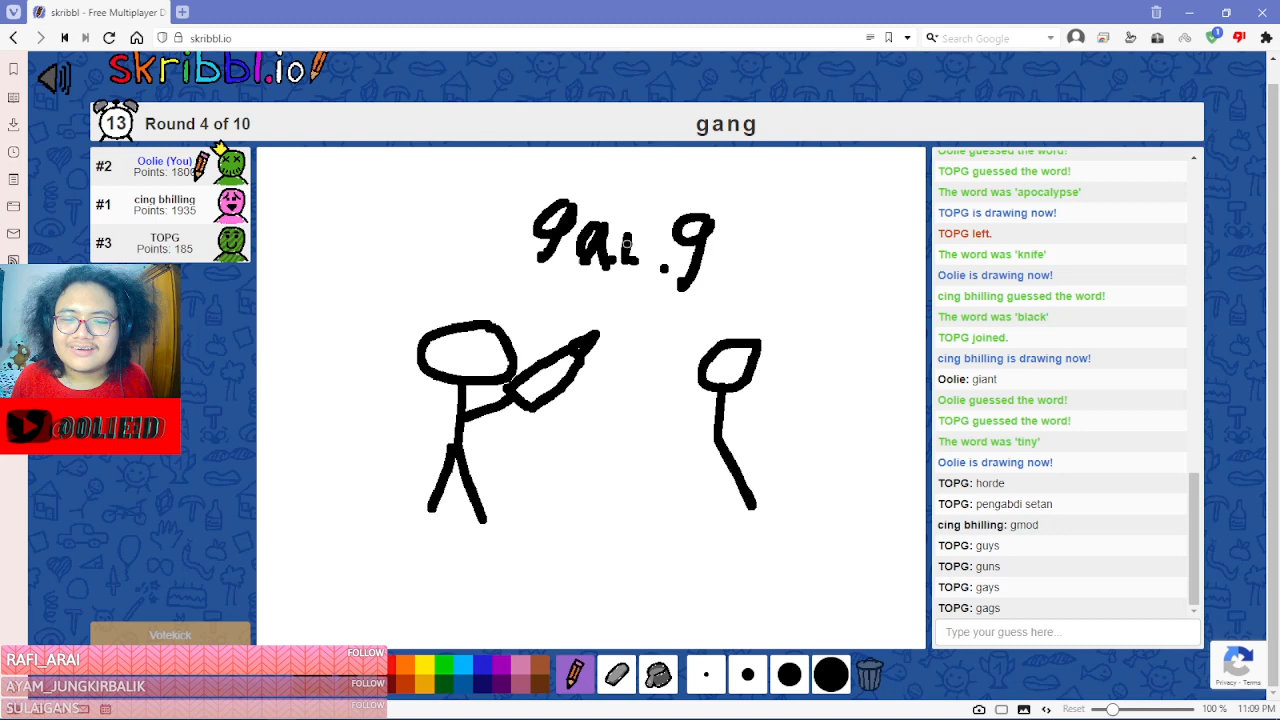 skribbl - Free Multiplayer D
skribbl.io
Search Google
1
skribbl.io
13
Round 4 of 10
gang
#2
Oolie (You)
Points: 1800
#1
cing bhilling
Points: 1935
#3
TOPG
Points: 185
Votekick
Oolie guessed the word!
TOPG guessed the word!
The word was 'apocalypse'
TOPG is drawing now!
TOPG left.
The word was 'knife'
Oolie is drawing now!
cing bhilling guessed the word!
The word was 'black'
TOPG joined.
cing bhilling is drawing now!
Oolie: giant
Oolie guessed the word!
TOPG guessed the word!
The word was 'tiny'
Oolie is drawing now!
TOPG: horde
TOPG: pengabdi setan
cing bhilling: gmod
TOPG: guys
TOPG: guns
TOPG: gays
TOPG: gags
Type your guess here...
RAFI_ARAI
FOLLOW
AYAM_JUNGKIRBALIK
FOLLOW
SULAIGANS
FOLLOW
Privacy - Terms
Reset
100 %
11:09 PM